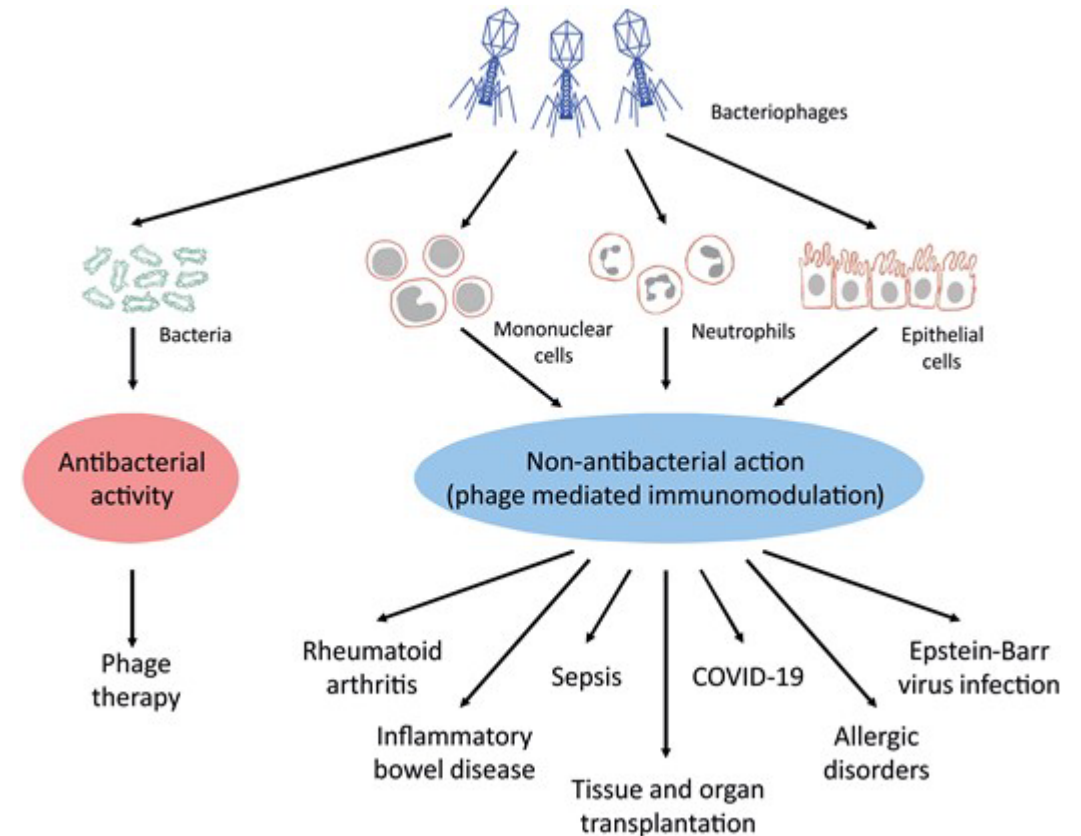 Bacteriophages
Bacteria
Mononuclear
cells
Neutrophils
Epithelial
cells
Antibacterial
activity
Non-antibacterial action
(phage mediated immunomodulation)
Phage
therapy
Rheumatoid
arthritis
Inflammatory
bowel disease
Sepsis
Tissue and organ
transplantation
COVID-19
Allergic
disorders
Epstein-Barr
virus infection